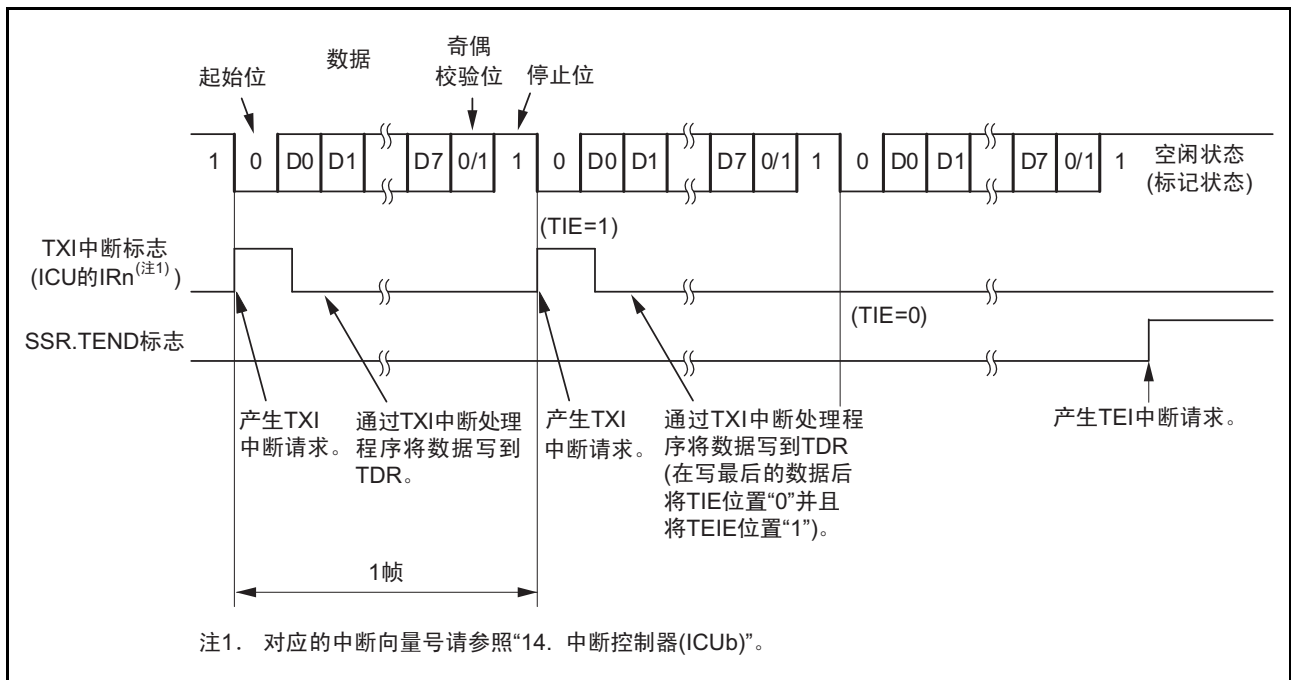 数据
奇偶
校验位
起始位
停止位
1 0 D0 D1 D7 0/1 1 0 D0 D1 D7 0/1 1 0 D0 D1 D7 0/1 1
空闲状态
(标记状态)
(TIE=1)
TXI中断标志
(ICU的IRn(注1))
(TIE=0)
SSR.TEND标志
产生TXI
中断请求。
通过TXI中断处理
程序将数据写到
TDR。
产生TXI
中断请求。
通过TXI中断处理程
序将数据写到TDR
(在写最后的数据后
将TIE位置“0”并且
将TEIE位置“1”)。
产生TEI中断请求。
1帧
注1. 对应的中断向量号请参照“14. 中断控制器(ICUb)”。